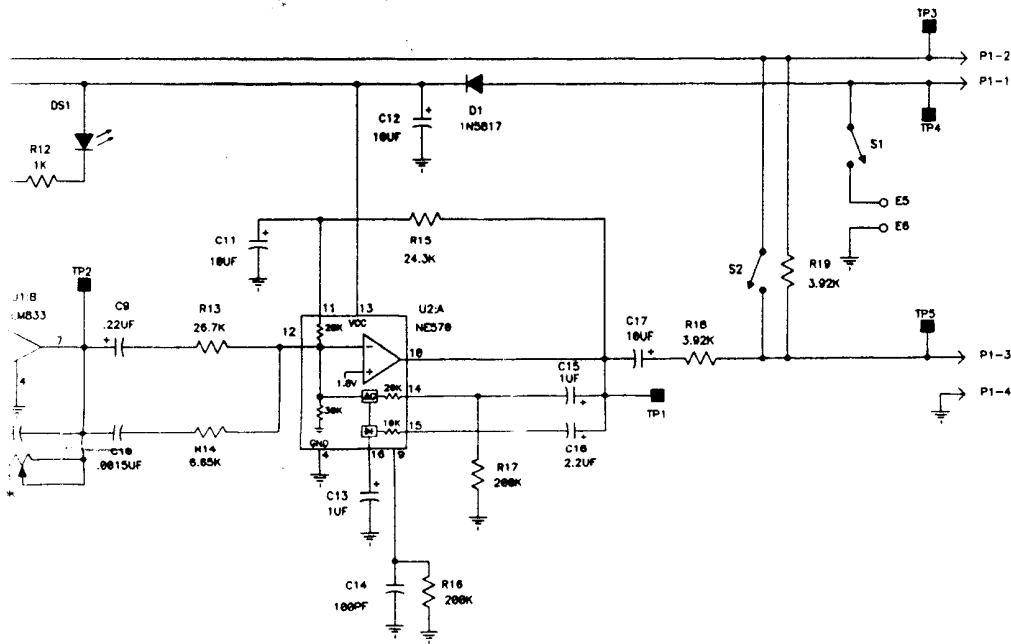 TP3
P1-2
P1-1
DS1
D1
1N5817
C12
10UF
TP4
R12
1K
S1
E5
E6
R15
24.3K
C11
10UF
TP2
S2
R19
3.92K
U1:B
LM833
C9
.22UF
R13
26.7K
11
13
VCC
U2:A
NE570
12
20K
7
10
C17
10UF
R18
3.92K
TP5
P1-3
4
1.8V
ΔG
20K
14
C15
1UF
TP1
P1-4
30K
10K
15
C10
.0015UF
R14
6.65K
GND
4
16
9
C16
2.2UF
R17
200K
C13
1UF
C14
100PF
R16
200K